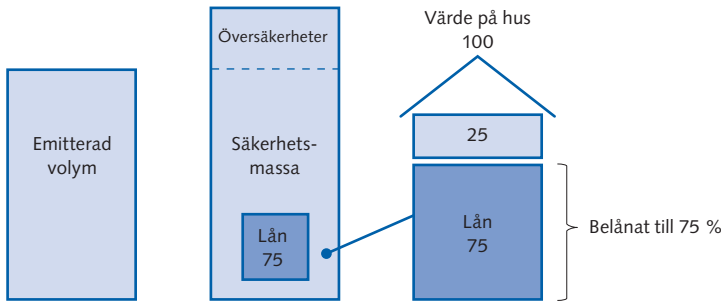 Emitterad
volym
Översäkerheter
Säkerhets-
massa
Lån
75
Värde på hus
100
25
Lån
75
Belånat till 75 %